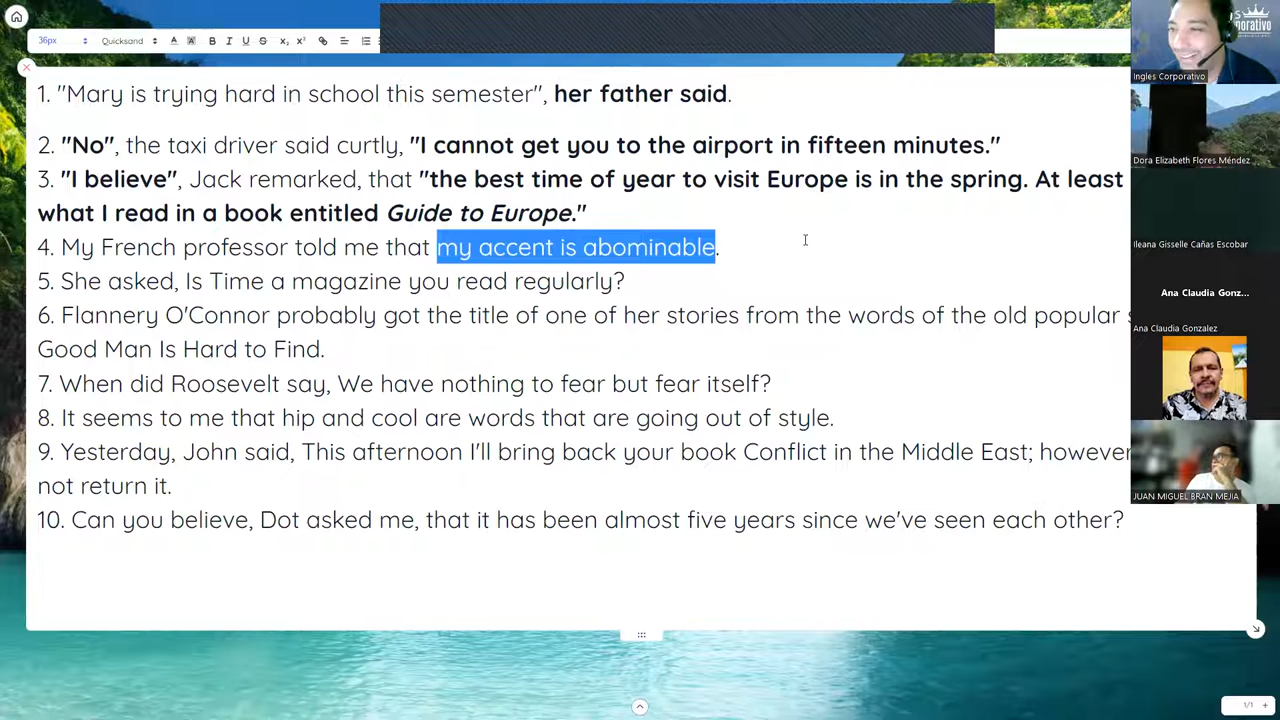 36px Quicksand
1. "Mary is trying hard in school this semester", her father said.
2. "No", the taxi driver said curtly, "I cannot get you to the airport in fifteen minutes."
3. "I believe", Jack remarked, that "the best time of year to visit Europe is in the spring. At least
what I read in a book entitled Guide to Europe."
4. My French professor told me that my accent is abominable.
5. She asked, Is Time a magazine you read regularly?
6. Flannery O'Connor probably got the title of one of her stories from the words of the old popular
Good Man Is Hard to Find.
7. When did Roosevelt say, We have nothing to fear but fear itself?
8. It seems to me that hip and cool are words that are going out of style.
9. Yesterday, John said, This afternoon I'll bring back your book Conflict in the Middle East; however
not return it.
10. Can you believe, Dot asked me, that it has been almost five years since we've seen each other?
Ingles Corporativo
Dora Elizabeth Flores Méndez
Ileana Gisselle Cañas Escobar
Ana Claudia Gonz...
Ana Claudia Gonzalez
JUAN MIGUEL BRAN MEJIA
1/1